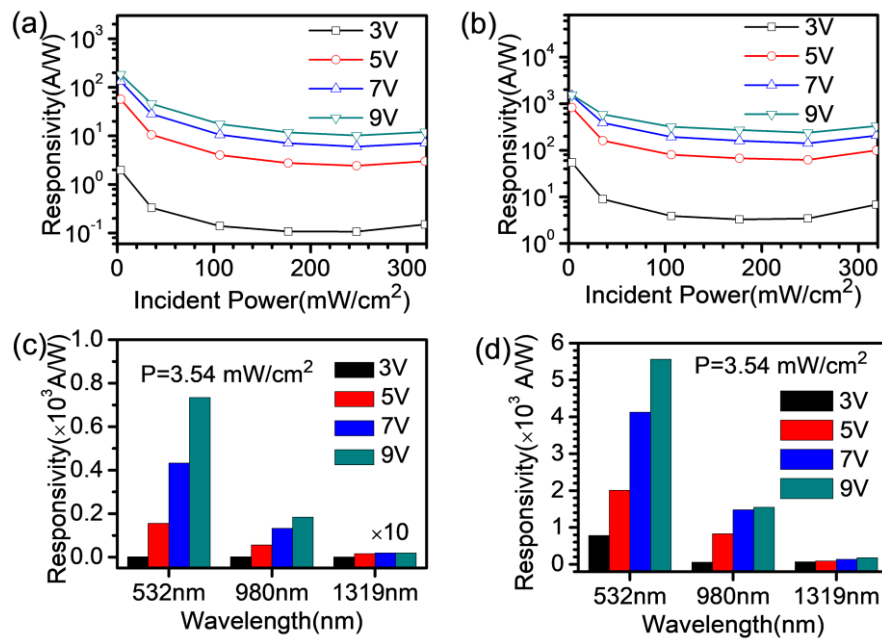 (a)
Responsivity(A/W)
10³
10²
10¹
10⁰
10⁻¹
3V
5V
7V
9V
0 100 200 300
Incident Power(mW/cm²)
(b)
Responsivity (A/W)
10⁴
10³
10²
10¹
10⁰
3V
5V
7V
9V
0 100 200 300
Incident Power(mW/cm²)
(c)
Responsivity(×10³A/W)
1.0
0.8
0.6
0.4
0.2
0.0
P=3.54 mW/cm²
3V
5V
7V
9V
×10
532nm 980nm 1319nm
Wavelength(nm)
(d)
Responsivity(×10³ A/W)
6
5
4
3
2
1
0
P=3.54 mW/cm²
3V
5V
7V
9V
532nm 980nm 1319nm
Wavelength(nm)